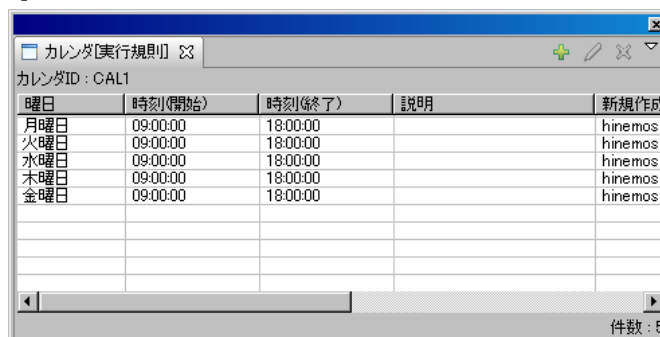 カレンダ[実行規則]
カレンダID : CAL1
曜日 時刻(開始) 時刻(終了) 説明 新規作成
月曜日 09:00:00 18:00:00 hinemos
火曜日 09:00:00 18:00:00 hinemos
水曜日 09:00:00 18:00:00 hinemos
木曜日 09:00:00 18:00:00 hinemos
金曜日 09:00:00 18:00:00 hinemos
件数 : 5